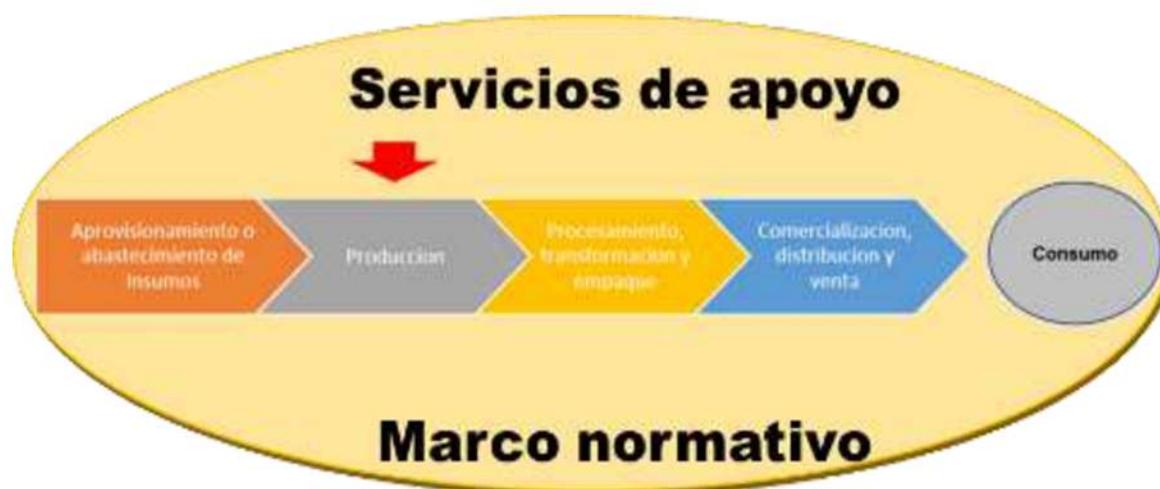 Servicios de apoyo
Aprovisionamiento o
abastecimiento de
insumos
Produccion
Procesamiento,
transformacion y
empaque
Comercializacion,
distribucion y
venta
Consumo
Marco normativo